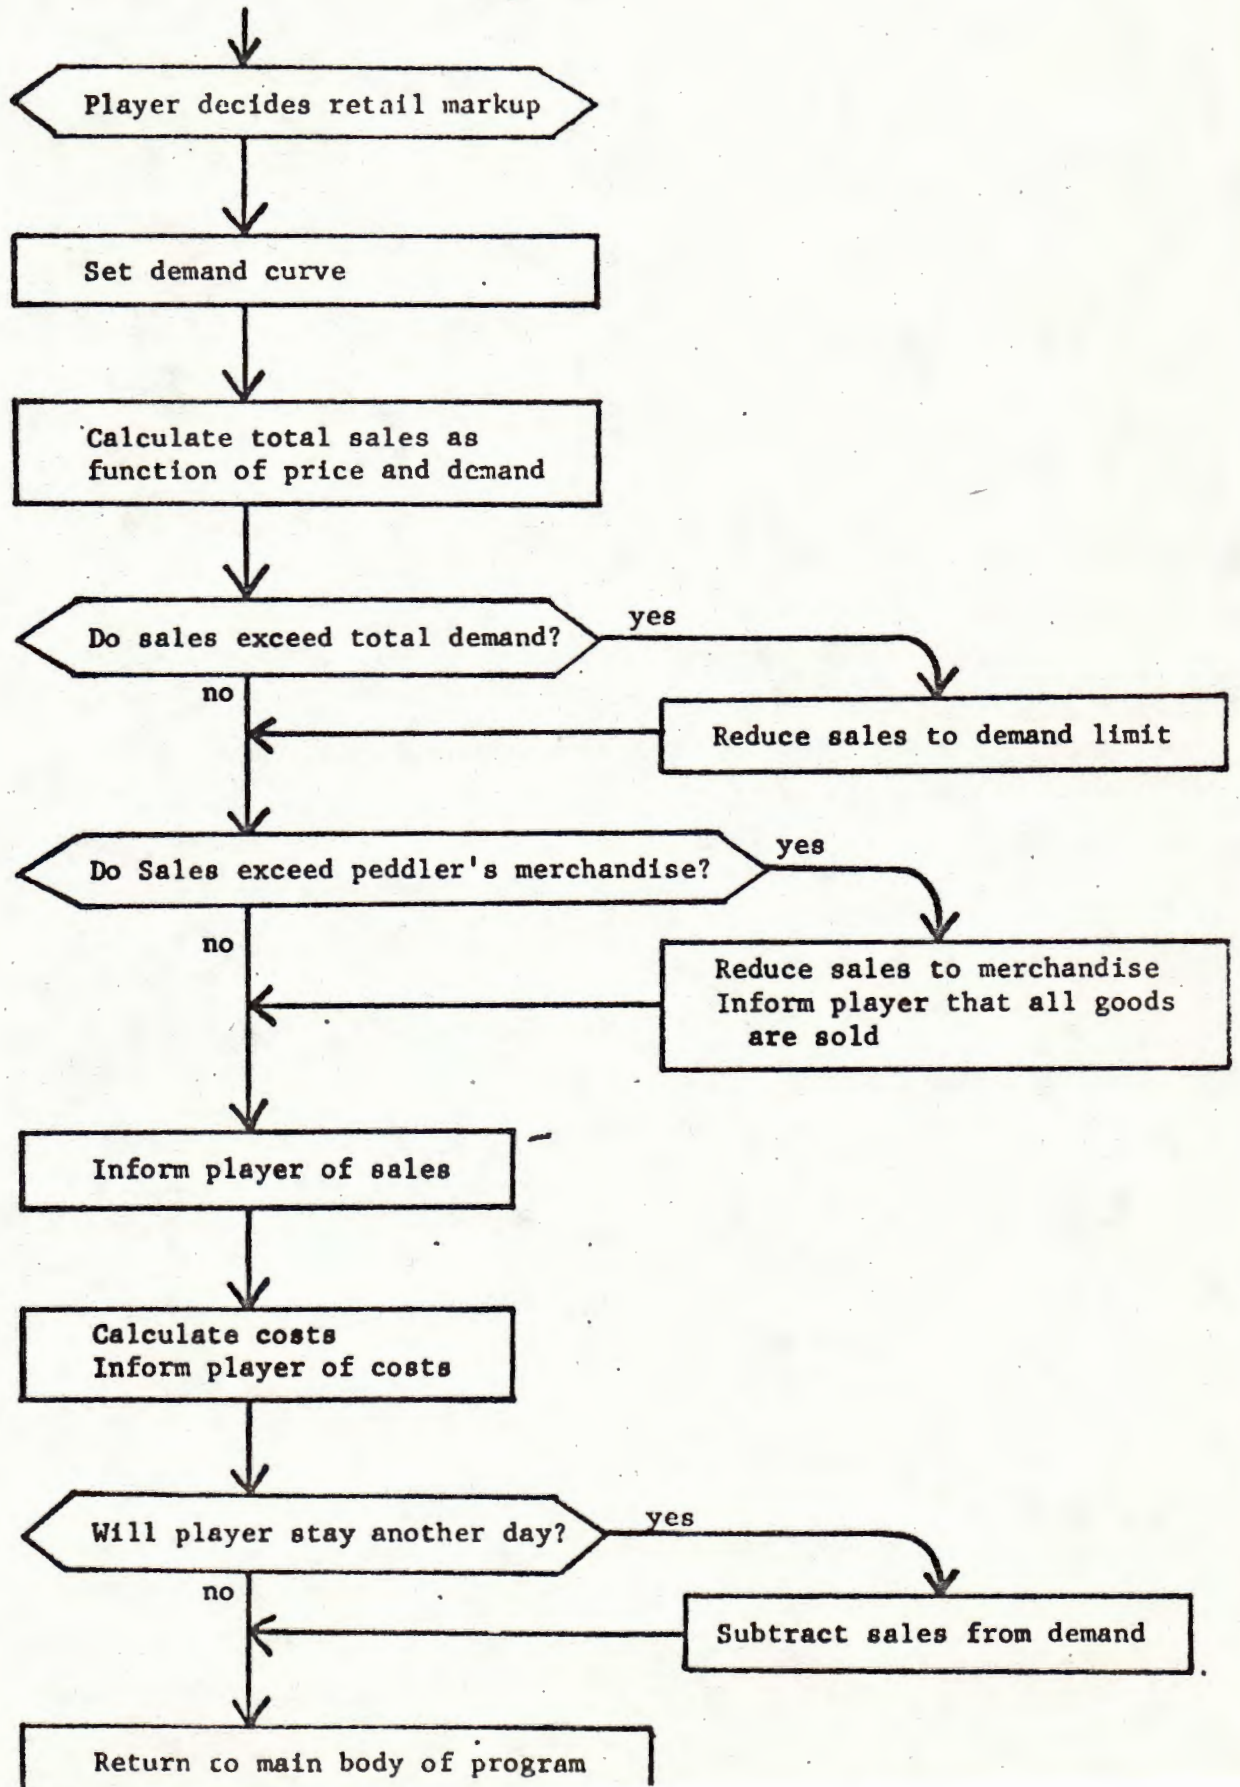 Player decides retail markup
Set demand curve
Calculate total sales as
function of price and demand
Do sales exceed total demand?
yes
no
Reduce sales to demand limit
Do Sales exceed peddler's merchandise?
yes
no
Reduce sales to merchandise
Inform player that all goods
are sold
Inform player of sales
Calculate costs
Inform player of costs
Will player stay another day?
yes
no
Subtract sales from demand
Return to main body of program